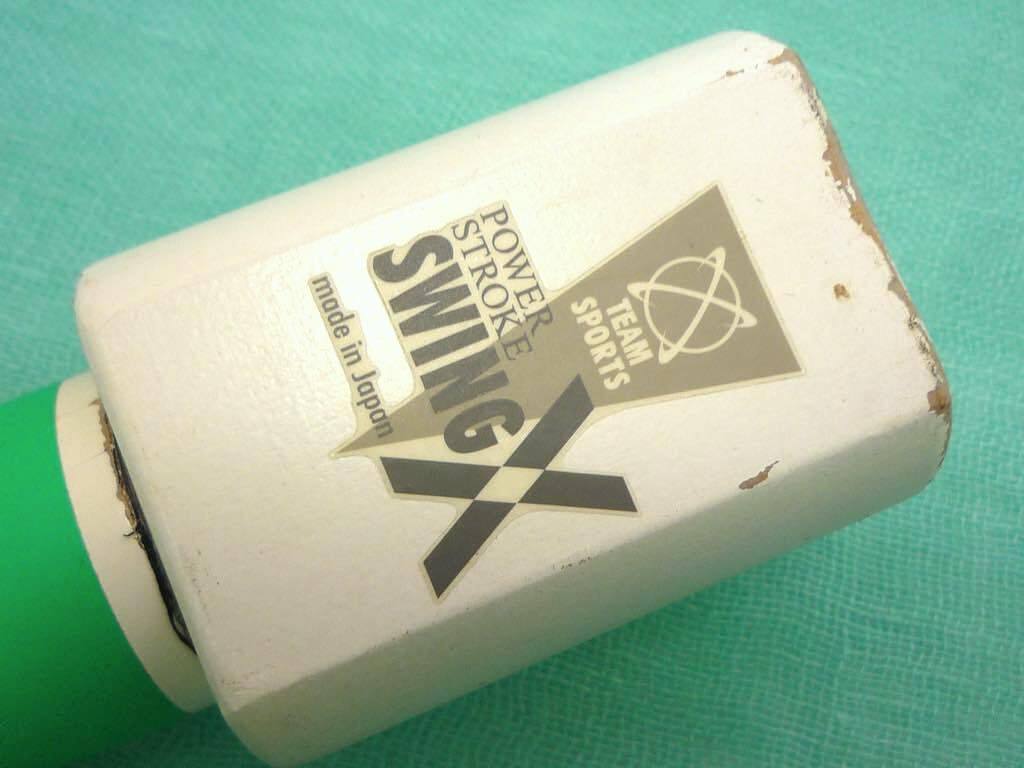 TEAM
SPORTS
POWER
STROKE
SWING
X
made in Japan